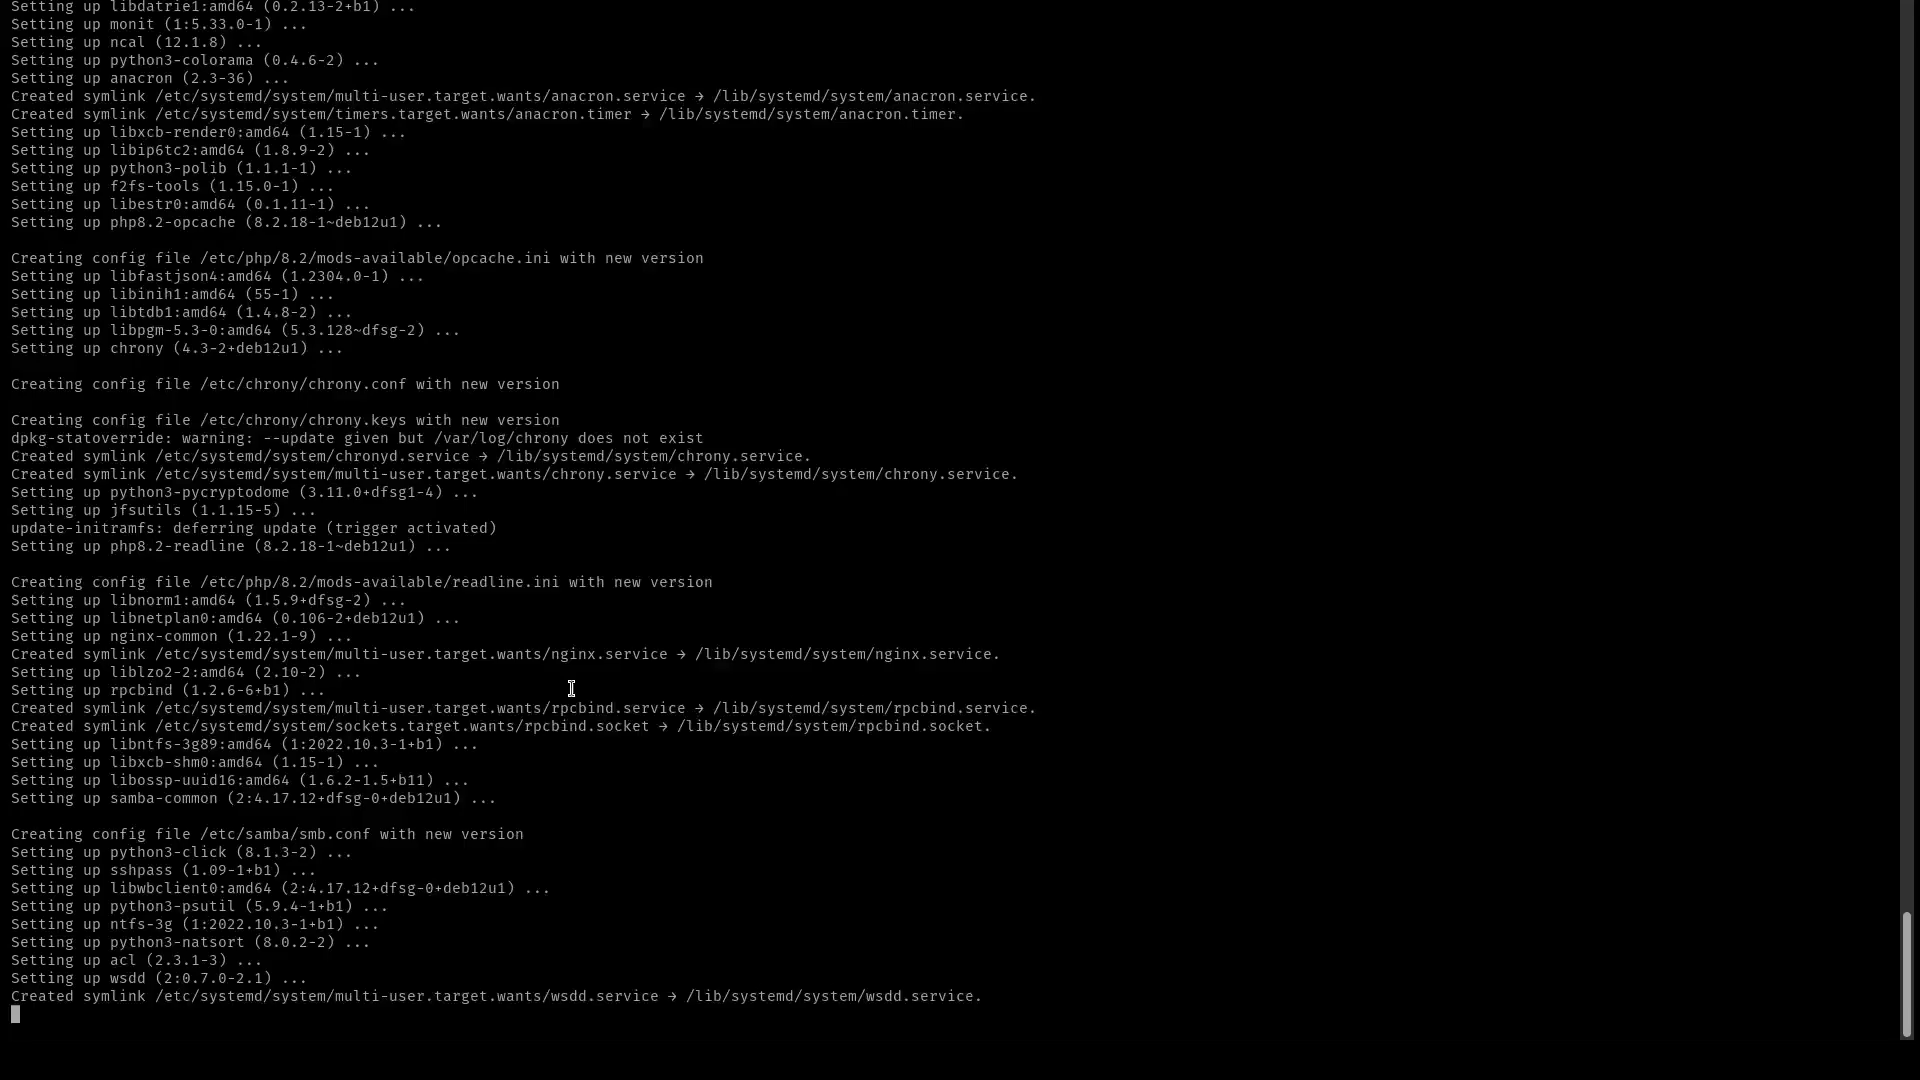 Setting up libdatrie1:amd64 (0.2.13-2+b1) ...
Setting up monit (1:5.33.0-1) ...
Setting up ncal (12.1.8) ...
Setting up python3-colorama (0.4.6-2) ...
Setting up anacron (2.3-36) ...
Created symlink /etc/systemd/system/multi-user.target.wants/anacron.service → /lib/systemd/system/anacron.service.
Created symlink /etc/systemd/system/timers.target.wants/anacron.timer → /lib/systemd/system/anacron.timer.
Setting up libxcb-render0:amd64 (1.15-1) ...
Setting up libip6tc2:amd64 (1.8.9-2) ...
Setting up python3-polib (1.1.1-1) ...
Setting up f2fs-tools (1.15.0-1) ...
Setting up libestr0:amd64 (0.1.11-1) ...
Setting up php8.2-opcache (8.2.18-1~deb12u1) ...

Creating config file /etc/php/8.2/mods-available/opcache.ini with new version
Setting up libfastjson4:amd64 (1.2304.0-1) ...
Setting up libinih1:amd64 (55-1) ...
Setting up libtdb1:amd64 (1.4.8-2) ...
Setting up libpgm-5.3-0:amd64 (5.3.128~dfsg-2) ...
Setting up chrony (4.3-2+deb12u1) ...

Creating config file /etc/chrony/chrony.conf with new version

Creating config file /etc/chrony/chrony.keys with new version
dpkg-statoverride: warning: --update given but /var/log/chrony does not exist
Created symlink /etc/systemd/system/chronyd.service → /lib/systemd/system/chrony.service.
Created symlink /etc/systemd/system/multi-user.target.wants/chrony.service → /lib/systemd/system/chrony.service.
Setting up python3-pycryptodome (3.11.0+dfsg1-4) ...
Setting up jfsutils (1.1.15-5) ...
update-initramfs: deferring update (trigger activated)
Setting up php8.2-readline (8.2.18-1~deb12u1) ...

Creating config file /etc/php/8.2/mods-available/readline.ini with new version
Setting up libnorm1:amd64 (1.5.9+dfsg-2) ...
Setting up libnetplan0:amd64 (0.106-2+deb12u1) ...
Setting up nginx-common (1.22.1-9) ...
Created symlink /etc/systemd/system/multi-user.target.wants/nginx.service → /lib/systemd/system/nginx.service.
Setting up liblzo2-2:amd64 (2.10-2) ...
Setting up rpcbind (1.2.6-6+b1) ...
Created symlink /etc/systemd/system/multi-user.target.wants/rpcbind.service → /lib/systemd/system/rpcbind.service.
Created symlink /etc/systemd/system/sockets.target.wants/rpcbind.socket → /lib/systemd/system/rpcbind.socket.
Setting up libntfs-3g89:amd64 (1:2022.10.3-1+b1) ...
Setting up libxcb-shm0:amd64 (1.15-1) ...
Setting up libossp-uuid16:amd64 (1.6.2-1.5+b11) ...
Setting up samba-common (2:4.17.12+dfsg-0+deb12u1) ...

Creating config file /etc/samba/smb.conf with new version
Setting up python3-click (8.1.3-2) ...
Setting up sshpass (1.09-1+b1) ...
Setting up libwbclient0:amd64 (2:4.17.12+dfsg-0+deb12u1) ...
Setting up python3-psutil (5.9.4-1+b1) ...
Setting up ntfs-3g (1:2022.10.3-1+b1) ...
Setting up python3-natsort (8.0.2-2) ...
Setting up acl (2.3.1-3) ...
Setting up wsdd (2:0.7.0-2.1) ...
Created symlink /etc/systemd/system/multi-user.target.wants/wsdd.service → /lib/systemd/system/wsdd.service.